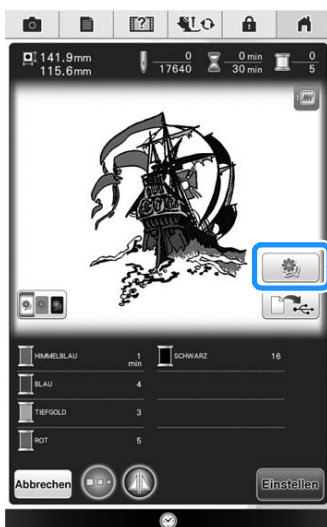 141.9mm
115.6mm
0
17640
0 min
30 min
0
5
HIMMELBLAU 1 min
SCHWARZ 16
BLAU 4
TIEFGOLD 3
ROT 5
Abbrechen
Einstellen